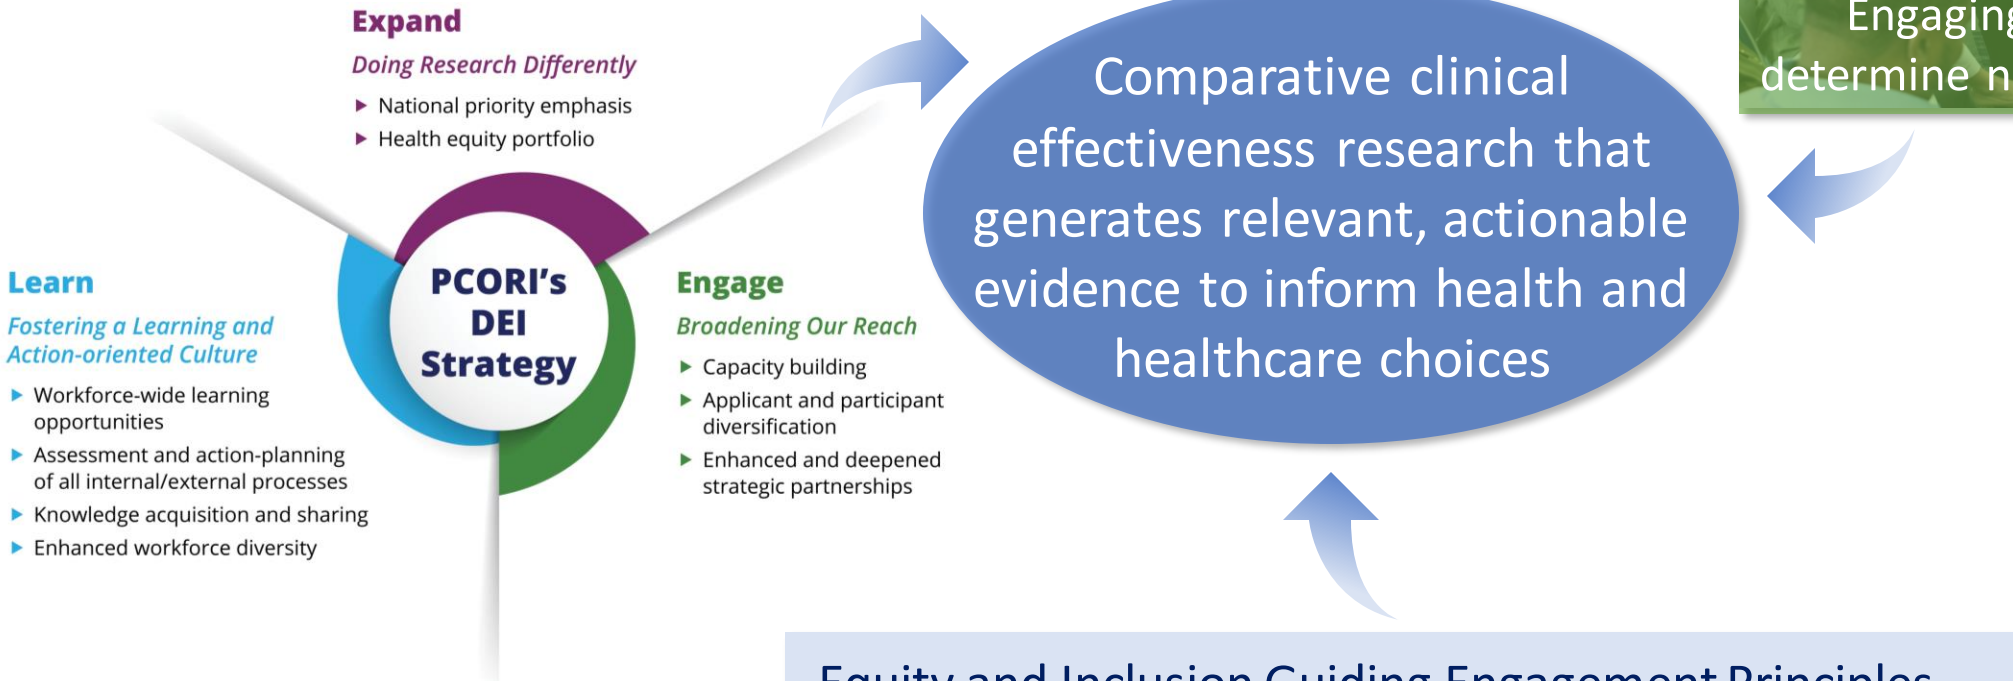 Expand
Doing Research Differently
National priority emphasis
Health equity portfolio
Learn
Fostering a Learning and
Action-oriented Culture
Workforce-wide learning
opportunities
Assessment and action-planning
of all internal/external processes
Knowledge acquisition and sharing
Enhanced workforce diversity
PCORI's
DEI
Strategy
Engage
Broadening Our Reach
Capacity building
Applicant and participant
diversification
Enhanced and deepened
strategic partnerships
Comparative clinical
effectiveness research that
generates relevant, actionable
evidence to inform health and
healthcare choices
Engaging
determine n
Equity and Inclusion Guiding Engagement Principles